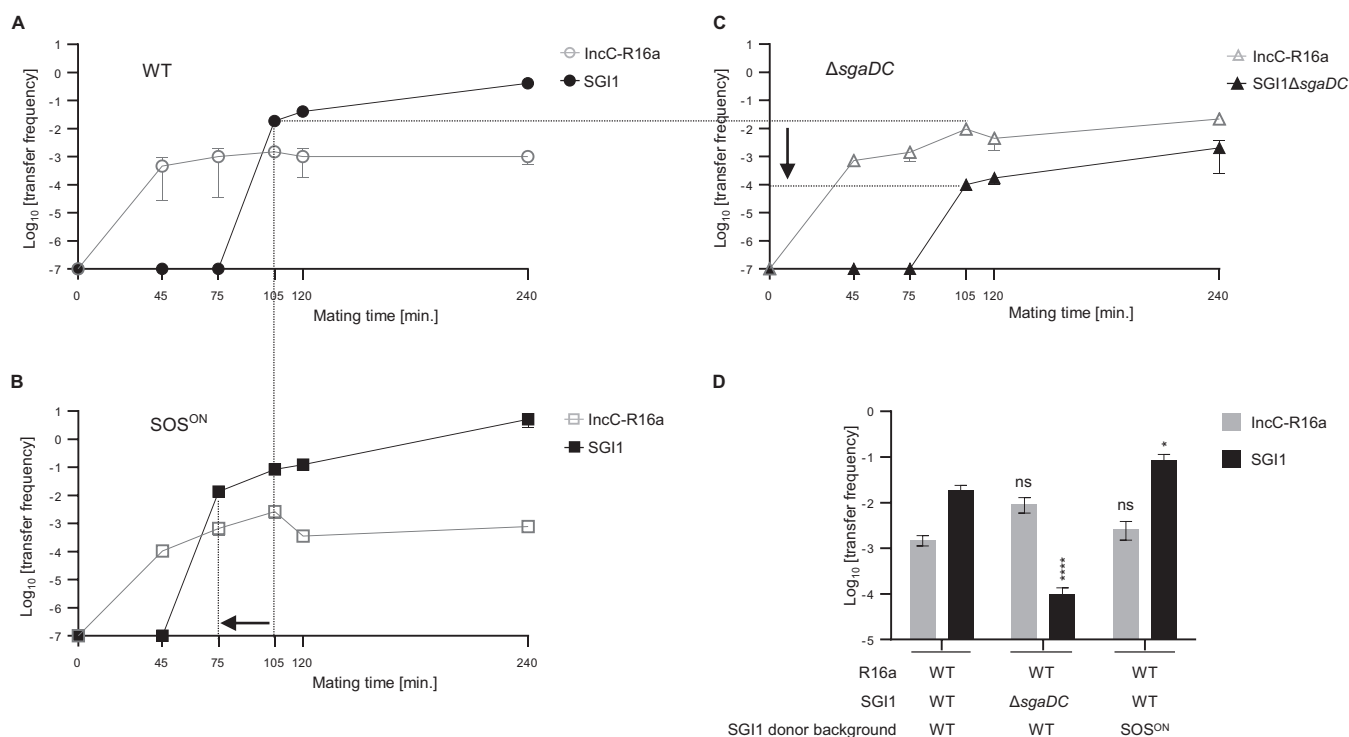 A
WT
IncC-R16a
SGI1
Log₁₀ [transfer frequency]
1
0
-1
-2
-3
-4
-5
-6
-7
0 45 75 105 120 240
Mating time [min.]
C
ΔsgaDC
IncC-R16a
SGI1ΔsgaDC
Log₁₀ [transfer frequency]
1
0
-1
-2
-3
-4
-5
-6
-7
0 45 75 105 120 240
Mating time [min.]
B
SOSᴼᴺ
IncC-R16a
SGI1
Log₁₀ [transfer frequency]
1
0
-1
-2
-3
-4
-5
-6
-7
0 45 75 105 120 240
Mating time [min.]
D
IncC-R16a
SGI1
Log₁₀ [transfer frequency]
0
-1
-2
-3
-4
-5
ns
****
ns
*
R16a WT WT WT
SGI1 WT ΔsgaDC WT
SGI1 donor background WT WT SOSᴼᴺ